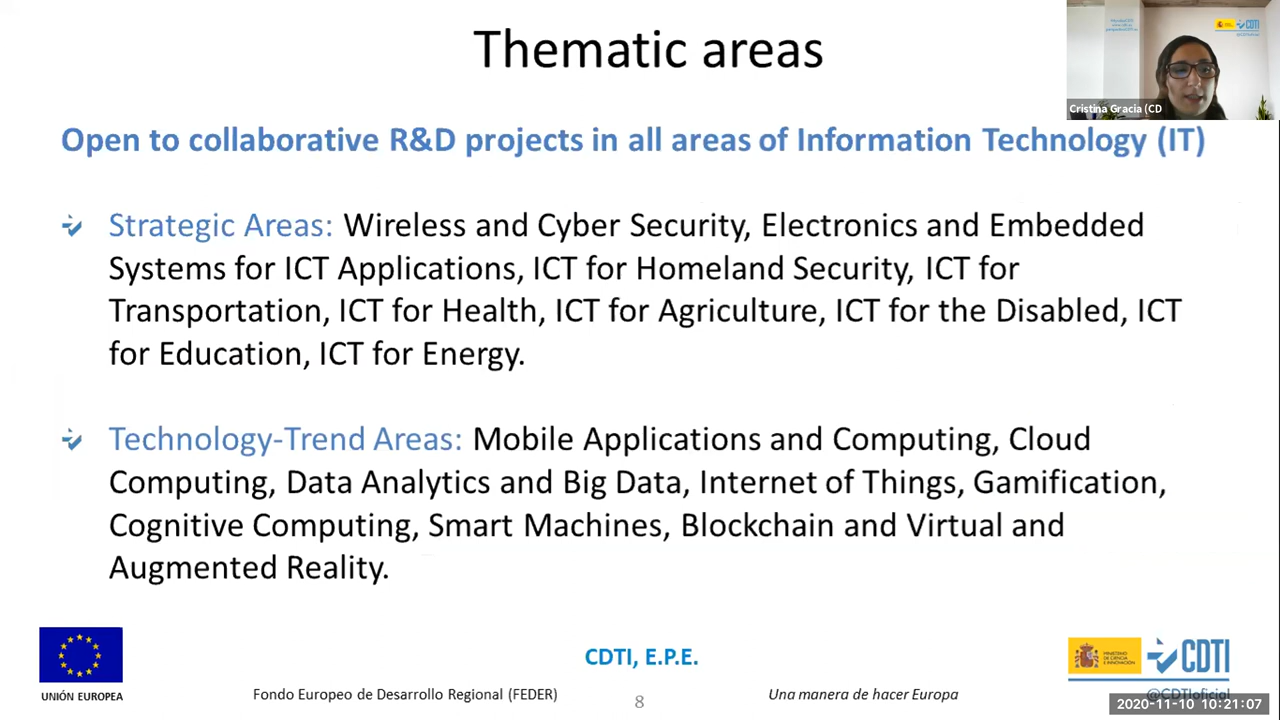 Thematic areas
Cristina Gracia (CD
Open to collaborative R&D projects in all areas of Information Technology (IT)
Strategic Areas: Wireless and Cyber Security, Electronics and Embedded
Systems for ICT Applications, ICT for Homeland Security, ICT for
Transportation, ICT for Health, ICT for Agriculture, ICT for the Disabled, ICT
for Education, ICT for Energy.
Technology-Trend Areas: Mobile Applications and Computing, Cloud
Computing, Data Analytics and Big Data, Internet of Things, Gamification,
Cognitive Computing, Smart Machines, Blockchain and Virtual and
Augmented Reality.
UNIÓN EUROPEA
Fondo Europeo de Desarrollo Regional (FEDER)
CDTI, E.P.E.
8
Una manera de hacer Europa
MINISTERIO
DE CIENCIA
E INNOVACIÓN
CDTI
@CDTIoficial
2020-11-10 10:21:07